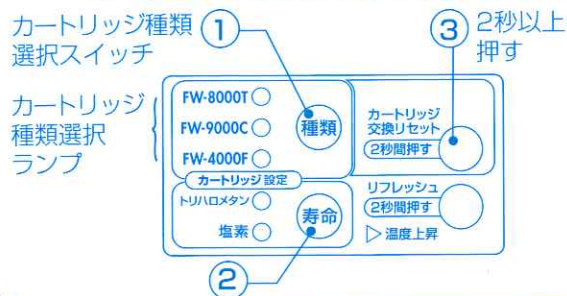 カートリッジ種類
選択スイッチ
①
③
2秒以上
押す
カートリッジ
種類選択
ランプ
FW-8000T
FW-9000C
FW-4000F
種類
カートリッジ
交換リセット
2秒間押す
カートリッジ設定
トリハロメタン
塩素
寿命
リフレッシュ
2秒間押す
▷温度上昇
②